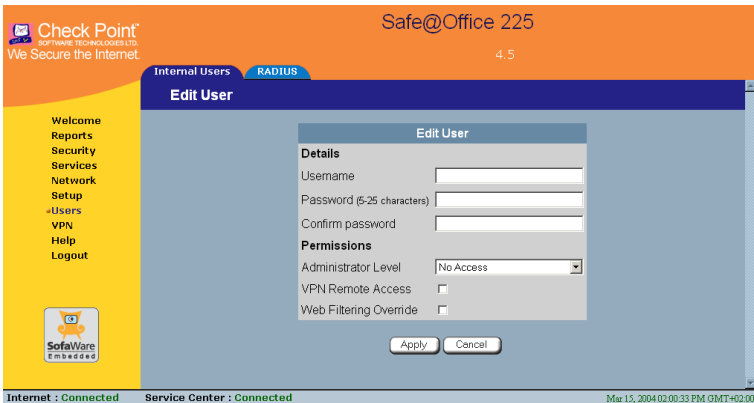 Check Point™
SOFTWARE TECHNOLOGIES LTD.
We Secure the Internet.
Safe@Office 225
4.5
Internal Users
RADIUS
Edit User
Welcome
Reports
Security
Services
Network
Setup
Users
VPN
Help
Logout
SofaWare
Embedded
Edit User
Details
Username
Password (5-25 characters)
Confirm password
Permissions
Administrator Level
No Access
VPN Remote Access
Web Filtering Override
Apply
Cancel
Internet : Connected
Service Center : Connected
Mar 15, 2004 02:00:33 PM GMT+02:00